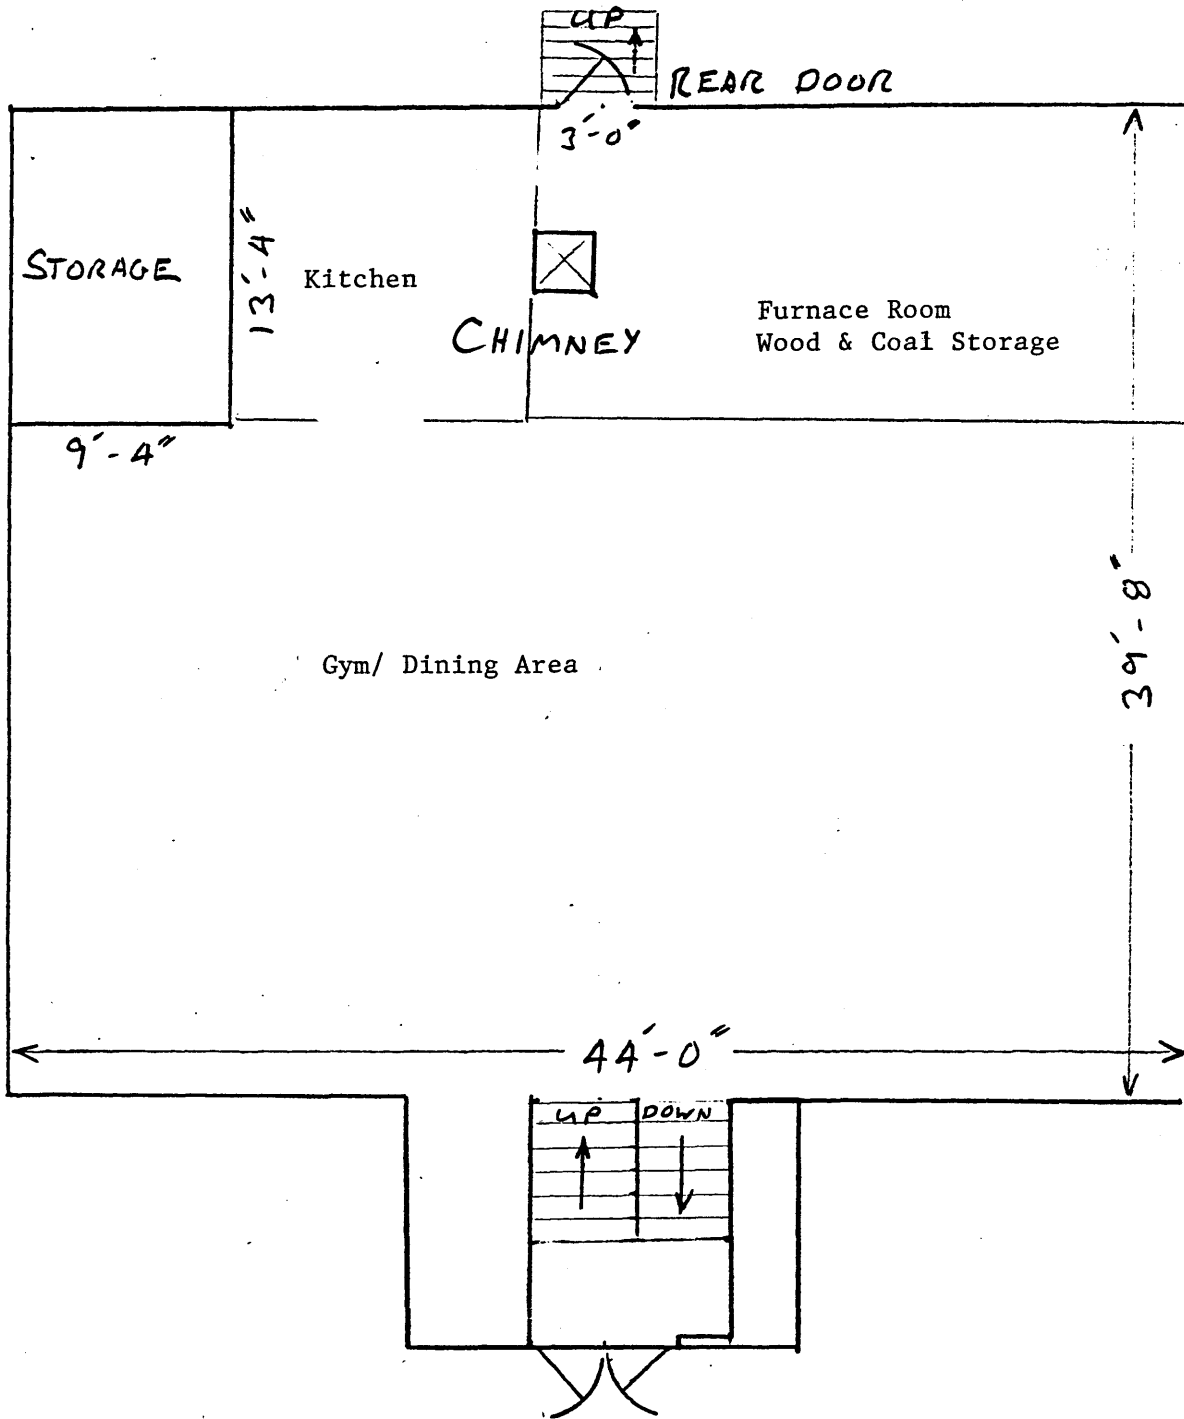 UP
REAR DOOR
3'-0"
STORAGE
13'-4"
Kitchen
CHIMNEY
Furnace Room
Wood & Coal Storage
9'-4"
39'-8"
Gym/ Dining Area
44'-0"
UP DOWN